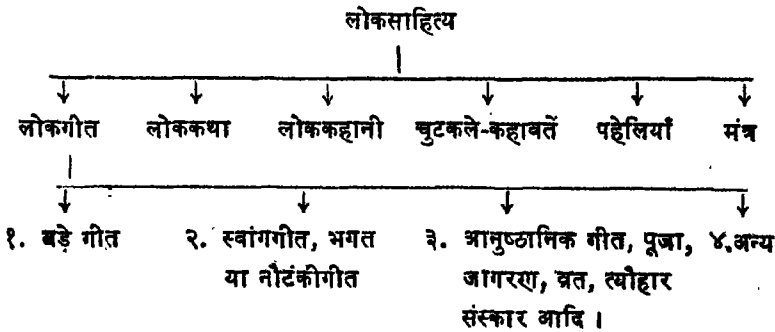 लोकसाहित्य
लोकगीत लोककथा लोककहानी चुटकले-कहावतें पहेलियाँ मंत्र
१. बड़े गीत २. स्वांगगीत, भगत ३. आनुष्ठानिक गीत, पूजा, ४.अन्य
या नौटंकीगीत जागरण, व्रत, त्यौहार
संस्कार आदि ।